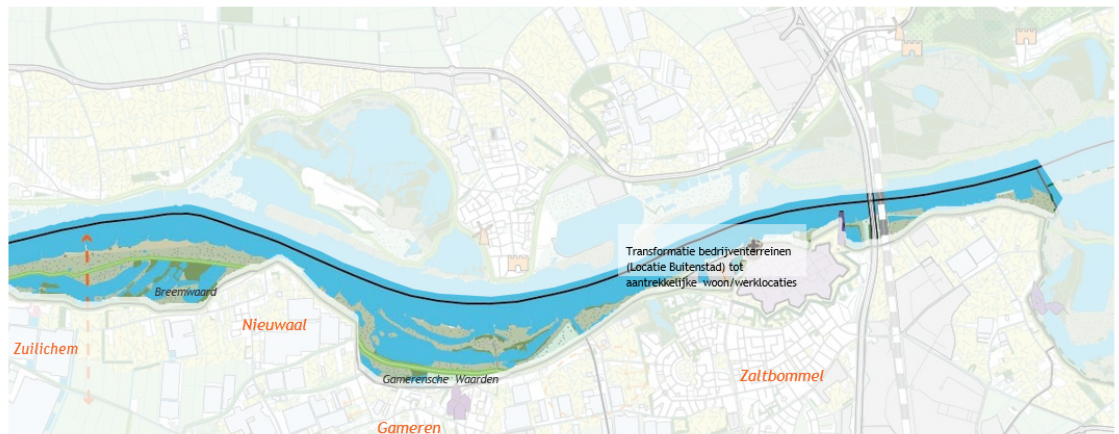 Transformatie bedrijventerreinen
(Locatie Buitenstad) tot
aantrekkelijke woon/werklocaties
Breemwaard
Nieuwaal
Zuilichem
Gamerensche Waarden
Zaltbommel
Gameren